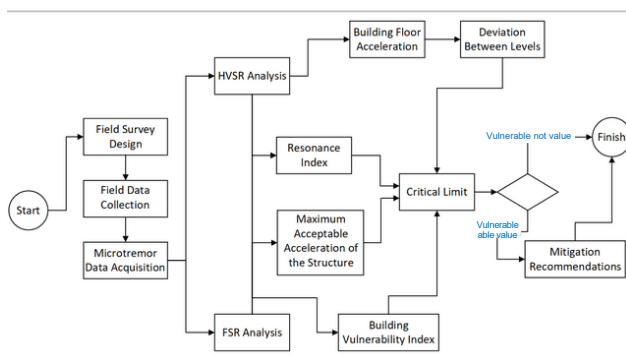 Building Floor
Acceleration
Deviation
Between Levels
HVSR Analysis
Field Survey
Design
Vulnerable not value
Finish
Resonance
Index
Start
Field Data
Collection
Critical Limit
Maximum
Acceptable
Acceleration of
the Structure
Vulnerable
able value
Microtremor
Data Acquisition
Mitigation
Recommendations
FSR Analysis
Building
Vulnerability Index